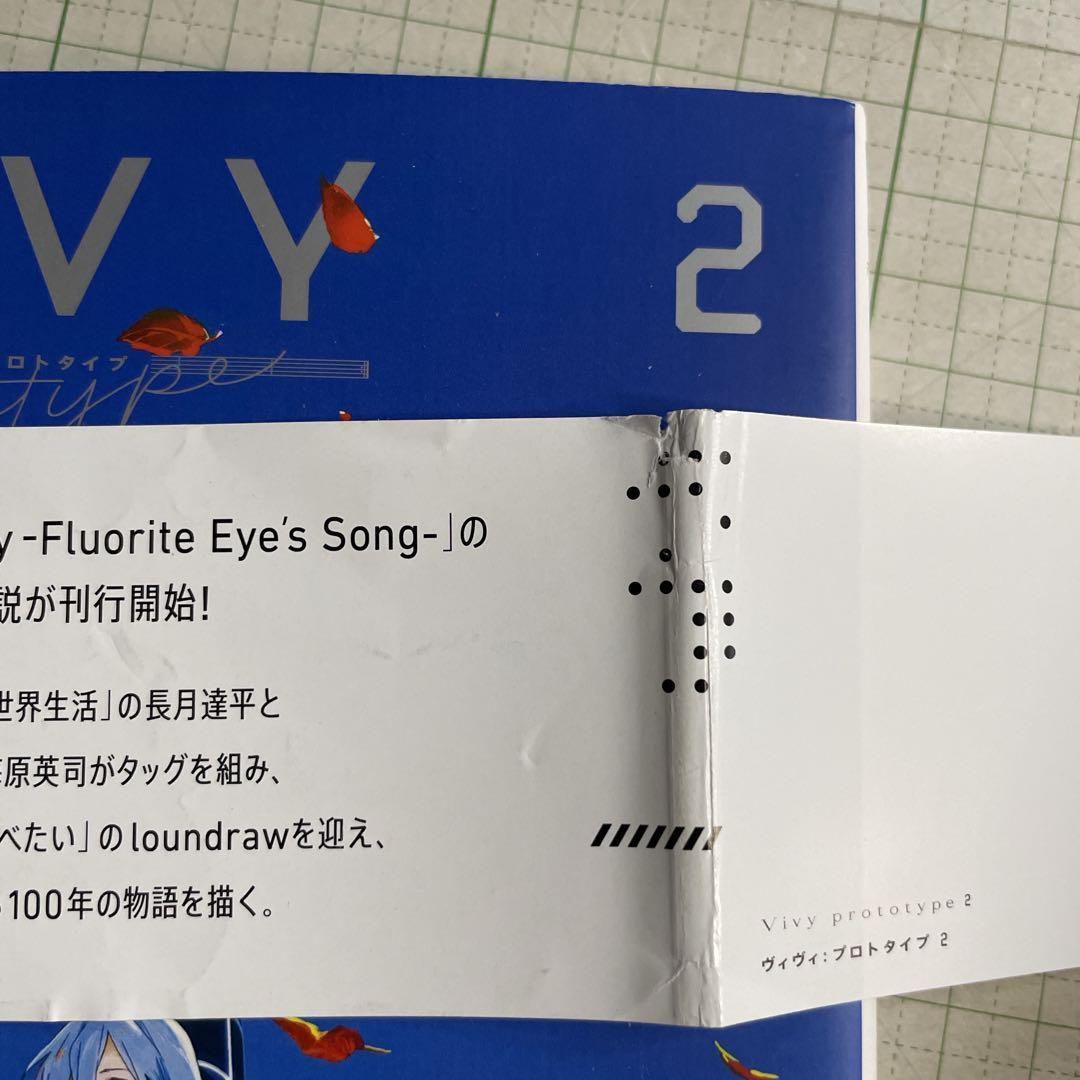 VY 2
ロトタイプ
type
y -Fluorite Eye's Song-」の
説が刊行開始!
世界生活」の長月達平と
原英司がタッグを組み、
べたい」のloundrawを迎え、
100年の物語を描く。
Vivy prototype 2
ヴィヴィ:プロトタイプ 2